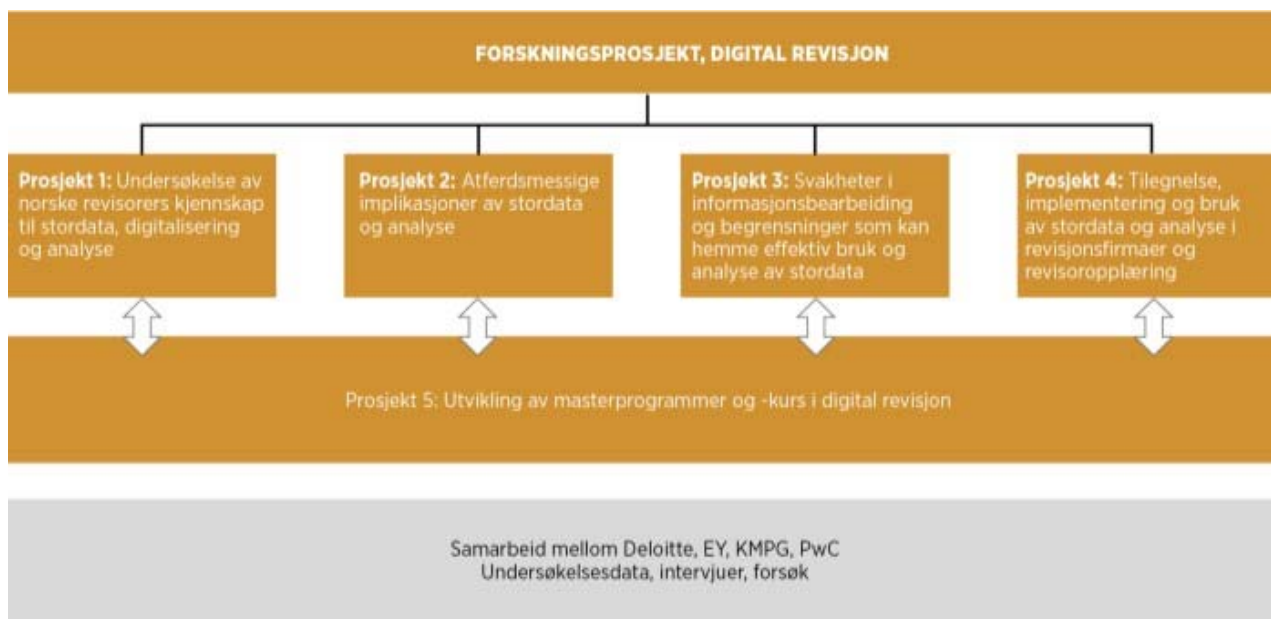 FORSKNINGSPROSJEKT, DIGITAL REVISJON
Prosjekt 1: Undersøkelse av
norske revisorers kjennskap
til stordata, digitalisering
og analyse
Prosjekt 2: Atferdsmessige
implikasjoner av stordata
og analyse
Prosjekt 3: Svakheter i
informasjonsbearbeiding
og begrensninger som kan
hemme effektiv bruk og
analyse av stordata
Prosjekt 4: Tilegnelse,
implementering og bruk
av stordata og analyse i
revisjonsfirmaer og
revisoropplæring
Prosjekt 5: Utvikling av masterprogrammer og -kurs i digital revisjon
Samarbeid mellom Deloitte, EY, KMPG, PwC
Undersøkelsesdata, intervjuer, forsøk